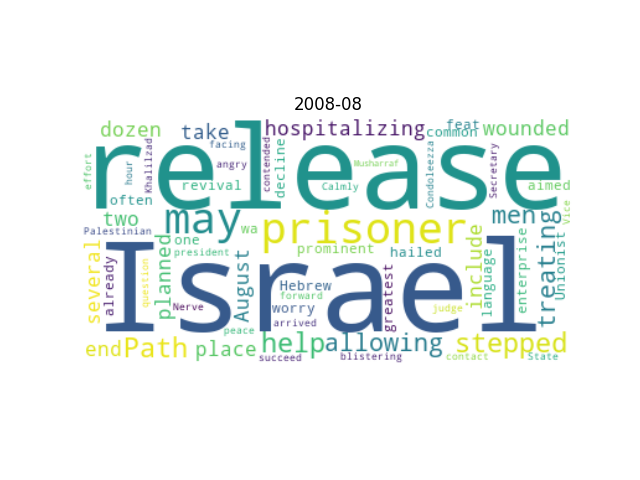 2008-08
dozen take hospitalizing feat common wounded
effort hour Khalilzad facing angry contended decline Condoleezza Secretary
release
revival Calmly Musharraf aimed
often two may wa prisoner men Vice
Palestinian one president prominent hailed include language enterprise treating Unionist
several already question planned August Israel
Nerve Hebrew forward worry arrived greatest judge
peace
end Path place help allowing stepped
succeed blistering contact State